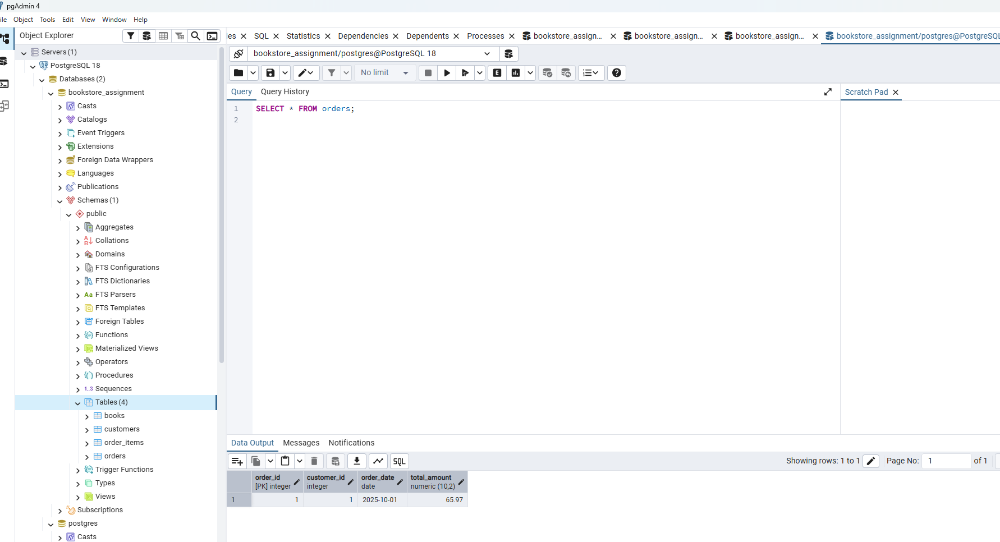 pgAdmin 4
ile Object Tools Edit View Window Help
Object Explorer
ies SQL Statistics Dependencies Dependents Processes bookstore_assign... bookstore_assign... bookstore_assign... bookstore_assignment/postgres@PostgreSQL
Servers (1)
PostgreSQL 18
Databases (2)
bookstore_assignment
Casts
Catalogs
Event Triggers
Extensions
Foreign Data Wrappers
Languages
Publications
Schemas (1)
public
Aggregates
Collations
Domains
FTS Configurations
FTS Dictionaries
Aa FTS Parsers
FTS Templates
Foreign Tables
Functions
Materialized Views
Operators
Procedures
1..3 Sequences
Tables (4)
books
customers
order_items
orders
Trigger Functions
Types
Views
Subscriptions
postgres
Casts
bookstore_assignment/postgres@PostgreSQL 18
No limit
E
Query Query History
Scratch Pad
1 SELECT * FROM orders;
2
Data Output Messages Notifications
SQL
Showing rows: 1 to 1 Page No: 1 of 1
order_id customer_id order_date total_amount
[PK] integer integer date numeric (10,2)
1 1 1 2025-10-01 65.97